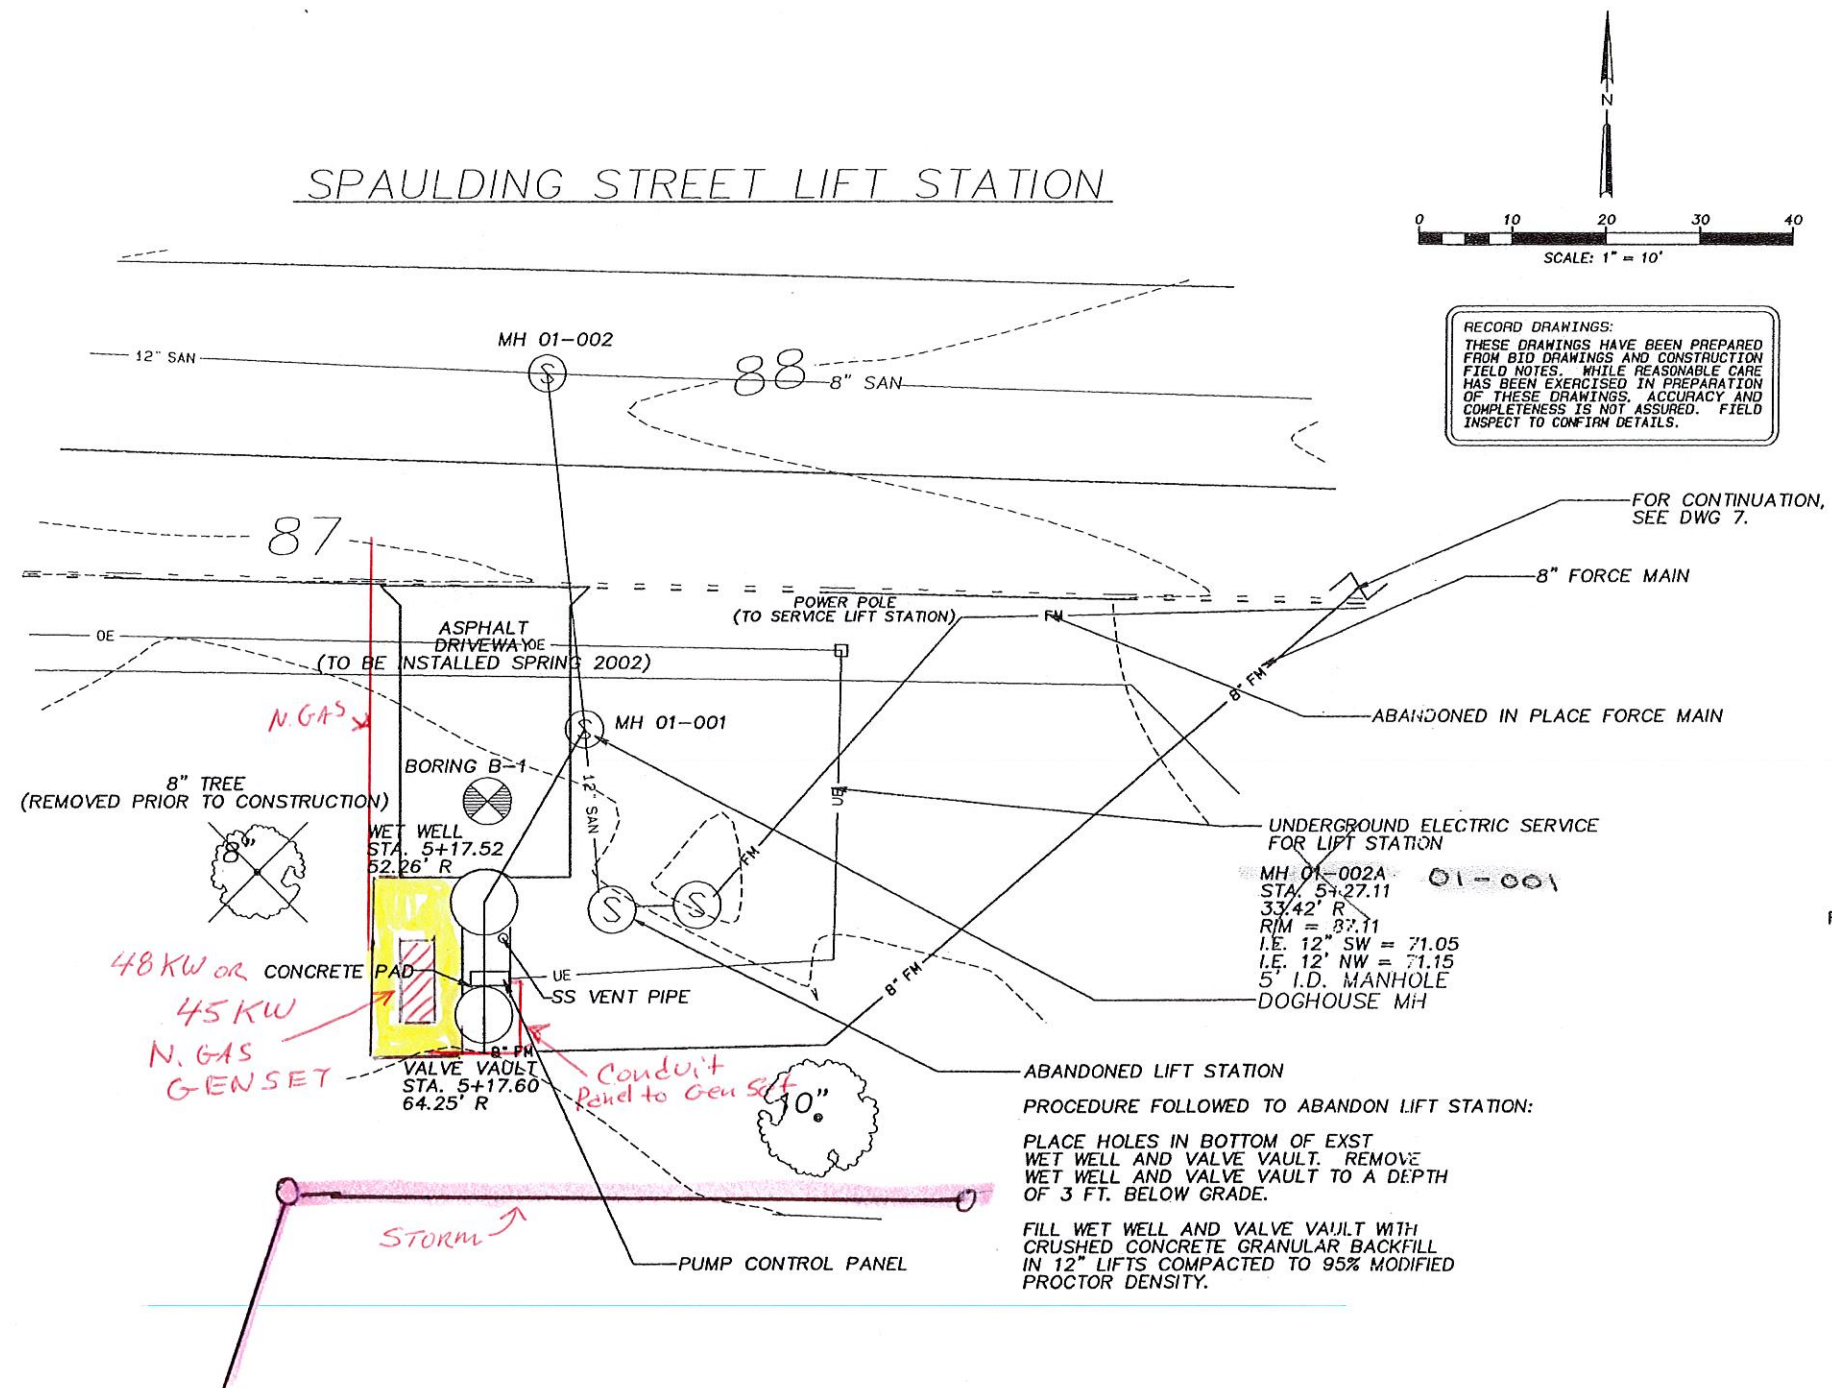 N
0 10 20 30 40
SCALE: 1" = 10'
SPAULDING STREET LIFT STATION
RECORD DRAWINGS:
THESE DRAWINGS HAVE BEEN PREPARED
FROM BID DRAWINGS AND CONSTRUCTION
FIELD NOTES. WHILE REASONABLE CARE
HAS BEEN EXERCISED IN PREPARATION
OF THESE DRAWINGS, ACCURACY AND
COMPLETENESS IS NOT ASSURED. FIELD
INSPECT TO CONFIRM DETAILS.
MH 01-002
12" SAN
S
88
8" SAN
87
FOR CONTINUATION,
SEE DWG 7.
8" FORCE MAIN
POWER POLE
(TO SERVICE LIFT STATION)
FM
OE
ASPHALT
DRIVEWAY
OE
(TO BE INSTALLED SPRING 2002)
8" FM
N. GAS
S
MH 01-001
ABANDONED IN PLACE FORCE MAIN
BORING B-1
8" TREE
(REMOVED PRIOR TO CONSTRUCTION)
8"
12" SAN
UE
FM
WET WELL
STA. 5+17.52
52.26' R
S
S
UNDERGROUND ELECTRIC SERVICE
FOR LIFT STATION
MH 01-002A
01-001
STA. 5+27.11
33.42' R
RIM = 87.11
I.E. 12" SW = 71.05
I.E. 12' NW = 71.15
5' I.D. MANHOLE
DOGHOUSE MH
48 KW OR
45 KW
N. GAS
GENSET
CONCRETE PAD
UE
SS VENT PIPE
8" FM
8" FM
VALVE VAULT
STA. 5+17.60
64.25' R
Conduit
Panel to Gen Set
10"
ABANDONED LIFT STATION
PROCEDURE FOLLOWED TO ABANDON LIFT STATION:
PLACE HOLES IN BOTTOM OF EXST
WET WELL AND VALVE VAULT. REMOVE
WET WELL AND VALVE VAULT TO A DEPTH
OF 3 FT. BELOW GRADE.
FILL WET WELL AND VALVE VAULT WITH
CRUSHED CONCRETE GRANULAR BACKFILL
IN 12" LIFTS COMPACTED TO 95% MODIFIED
PROCTOR DENSITY.
STORM
PUMP CONTROL PANEL